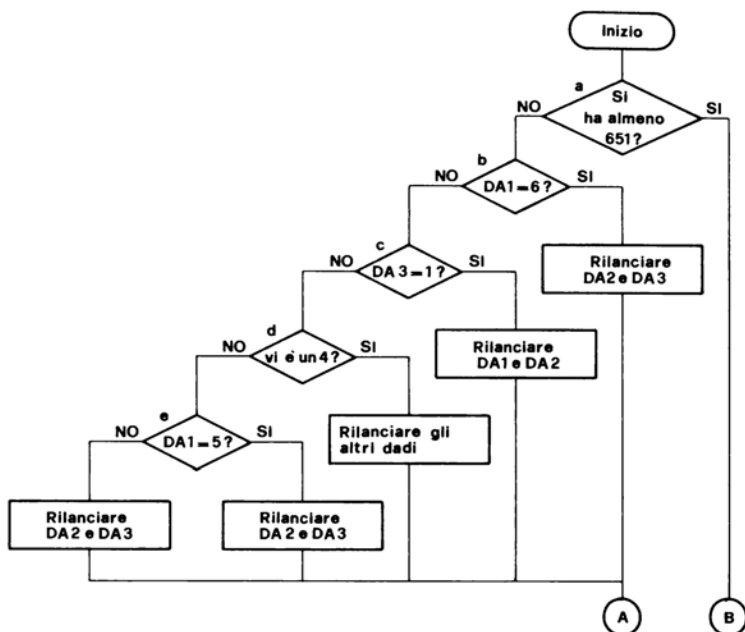 Inizio
a
NO
Si
SI
ha almeno
651?
b
NO
DA1=6?
SI
c
NO
DA3=1?
SI
Rilanciare
DA2 e DA3
d
NO
vi è un 4?
SI
Rilanciare
DA1 e DA2
e
NO
DA1=5?
SI
Rilanciare gli
altri dadi
Rilanciare
DA2 e DA3
Rilanciare
DA2 e DA3
A
B